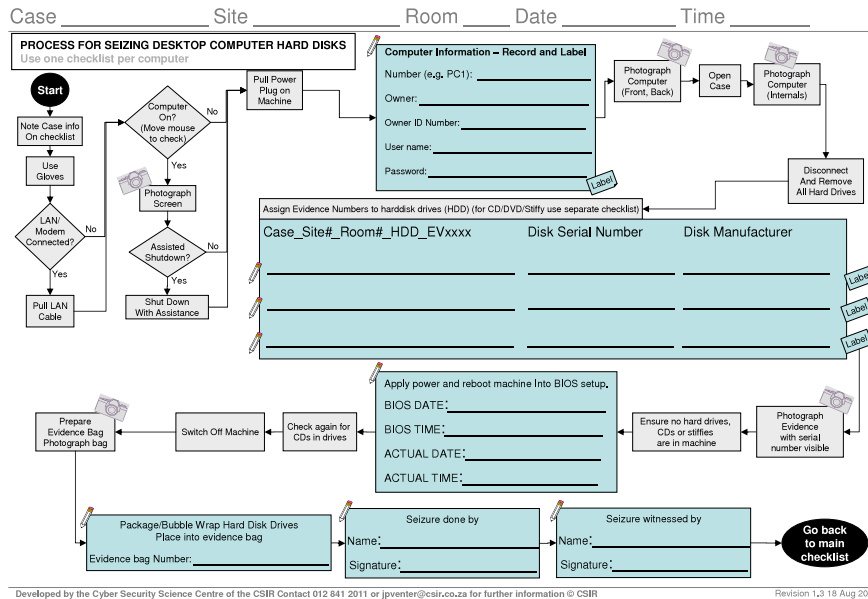 Case Site Room Date Time
PROCESS FOR SEIZING DESKTOP COMPUTER HARD DISKS
Use one checklist per computer
Start
Note Case info
On checklist
Use
Gloves
LAN/
Modem
Connected?
No
Yes
Pull LAN
Cable
Computer
On?
(Move mouse
to check)
No
Yes
Photograph
Screen
Assisted
Shutdown?
No
Yes
Shut Down
With Assistance
Pull Power
Plug on
Machine
Computer Information – Record and Label
Number (e.g. PC1):
Owner:
Owner ID Number:
User name:
Password:
Label
Photograph
Computer
(Front, Back)
Open
Case
Photograph
Computer
(Internals)
Disconnect
And Remove
All Hard Drives
Assign Evidence Numbers to harddisk drives (HDD) (for CD/DVD/Stiffy use separate checklist)
Case_Site#_Room#_HDD_EVxxxx Disk Serial Number Disk Manufacturer
Label
Label
Label
Photograph
Evidence
with serial
number visible
Ensure no hard drives,
CDs or stiffies
are in machine
Apply power and reboot machine Into BIOS setup.
BIOS DATE:
BIOS TIME:
ACTUAL DATE:
ACTUAL TIME:
Check again for
CDs in drives
Switch Off Machine
Prepare
Evidence Bag
Photograph bag
Package/Bubble Wrap Hard Disk Drives
Place into evidence bag
Evidence bag Number:
Seizure done by
Name:
Signature:
Seizure witnessed by
Name:
Signature:
Go back
to main
checklist
Developed by the Cyber Security Science Centre of the CSIR Contact 012 841 2011 or jpventer@csir.co.za for further information © CSIR
Revision 1.3 18 Aug 20